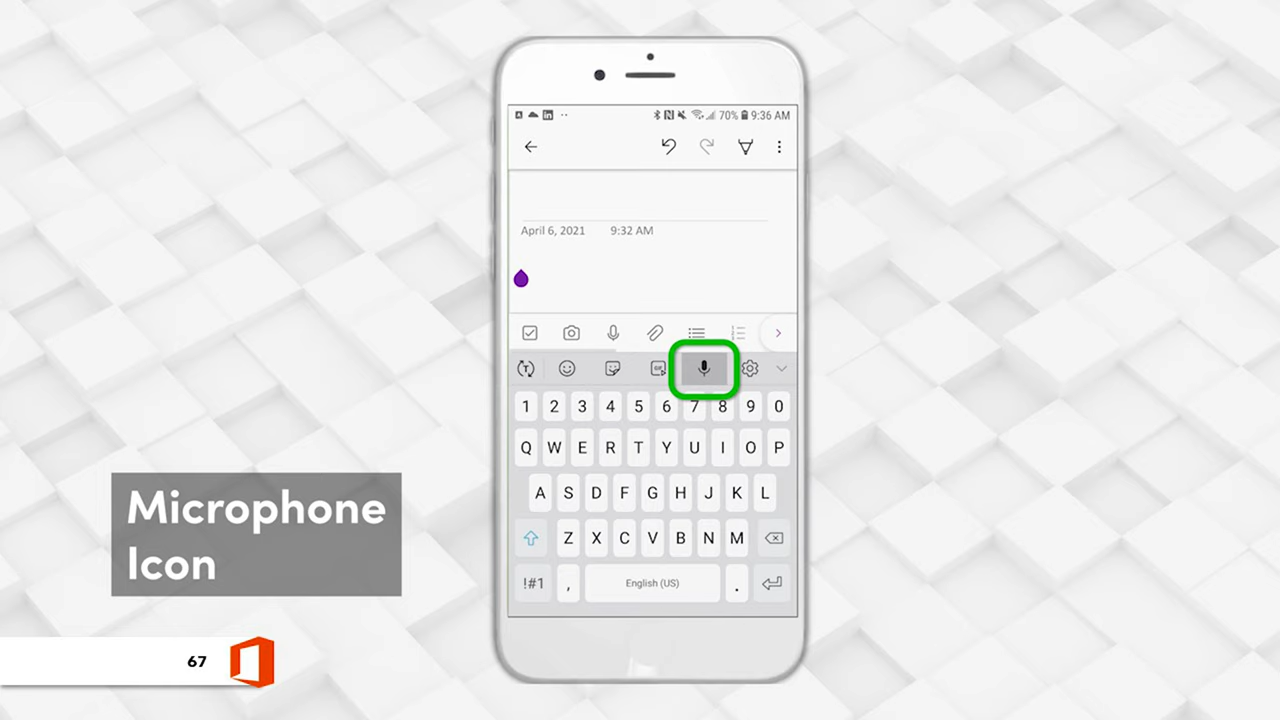 70% 9:36 AM
April 6, 2021 9:32 AM
GIF
1 2 3 4 5 6 7 8 9 0
Q W E R T Y U I O P
A S D F G H J K L
Z X C V B N M
!#1 , English (US) .
Microphone
Icon
67